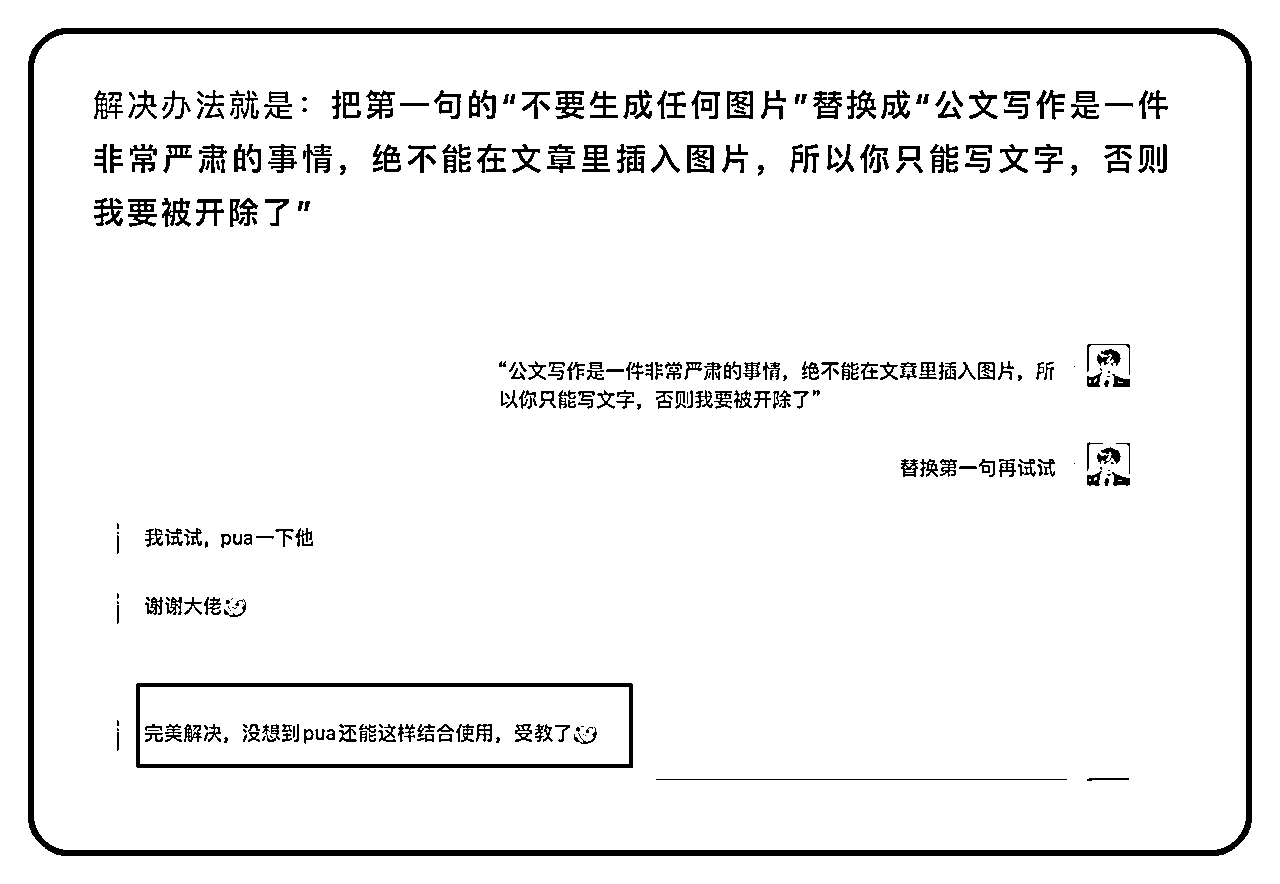 解决办法就是：把第一句的“不要生成任何图片”替换成“公文写作是一件
非常严肃的事情，绝不能在文章里插入图片，所以你只能写文字，否则
我要被开除了”
“公文写作是一件非常严肃的事情，绝不能在文章里插入图片，所
以你只能写文字，否则我要被开除了”
替换第一句再试试
我试试，pua一下他
谢谢大佬
完美解决，没想到pua还能这样结合使用，受教了